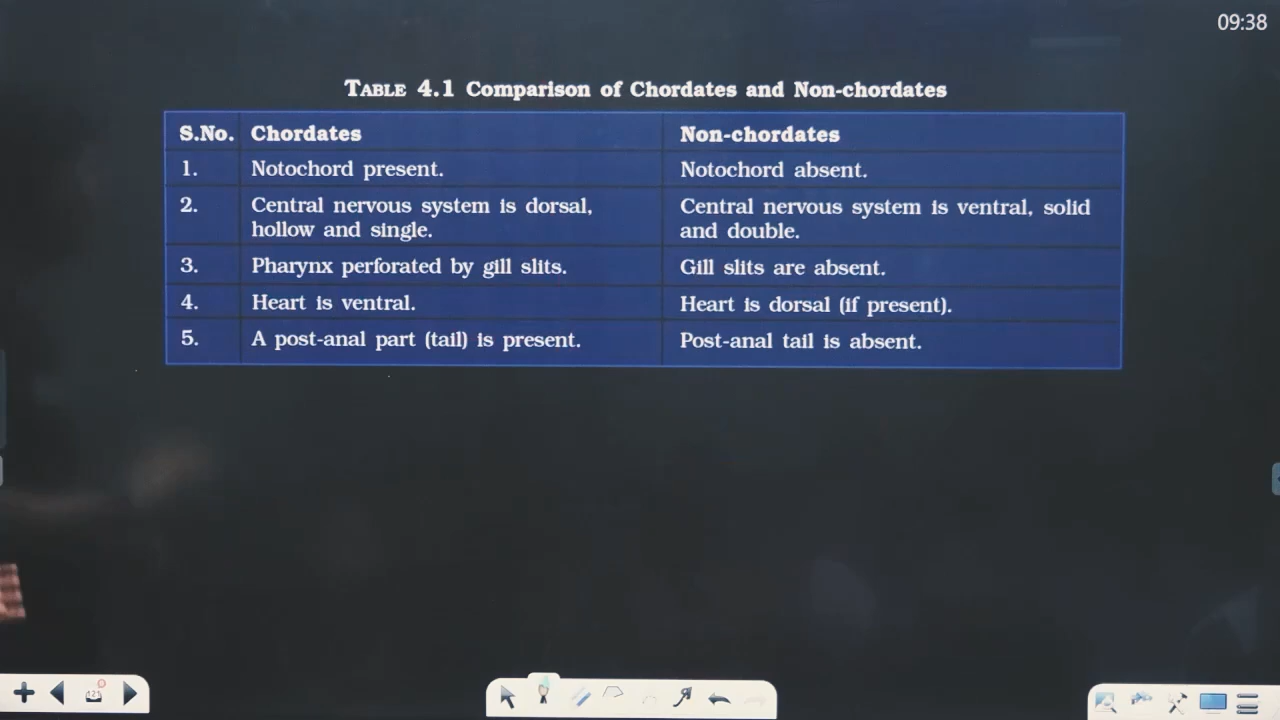 09:38
TABLE 4.1 Comparison of Chordates and Non-chordates
S.No. Chordates Non-chordates
1. Notochord present. Notochord absent.
2. Central nervous system is dorsal, Central nervous system is ventral, solid
hollow and single. and double.
3. Pharynx perforated by gill slits. Gill slits are absent.
4. Heart is ventral. Heart is dorsal (if present).
5. A post-anal part (tail) is present. Post-anal tail is absent.